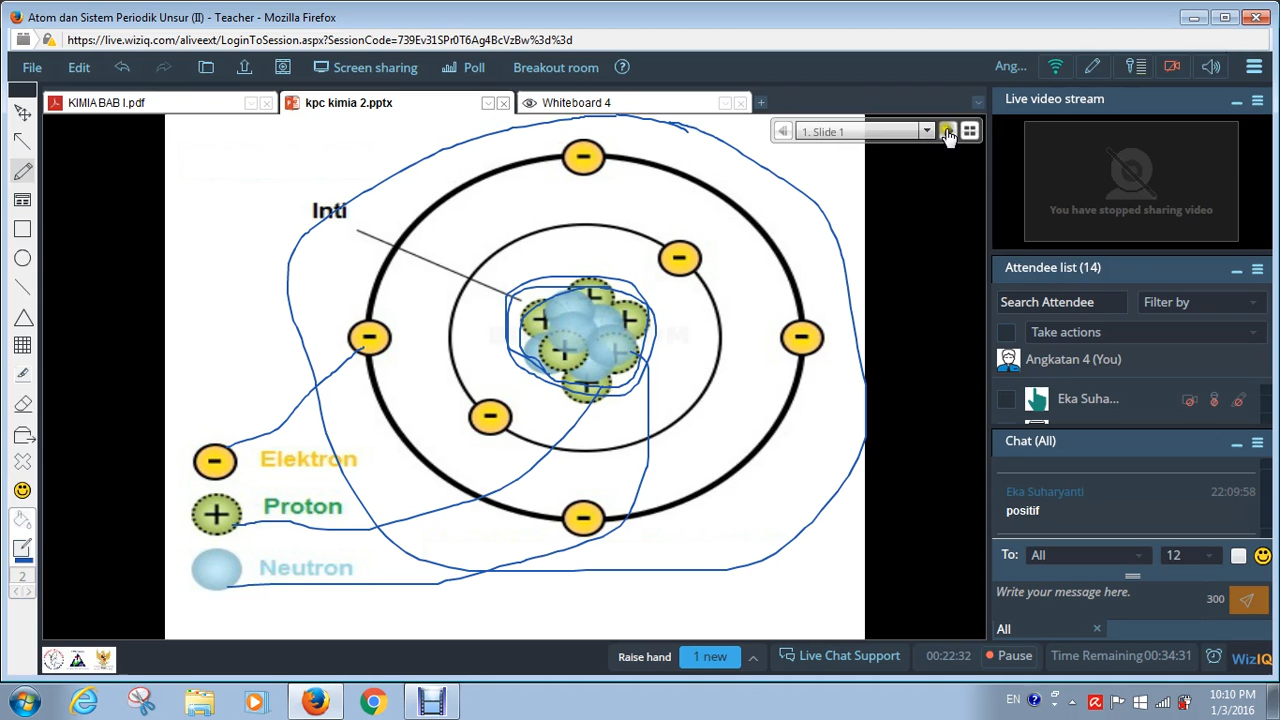 Atom dan Sistem Periodik Unsur (II) - Teacher - Mozilla Firefox
https://live.wiziq.com/aliveext/LoginToSession.aspx?SessionCode=739Ev31SPr0T6Ag4BcVzBw%3d%3d
File Edit Screen sharing Poll Breakout room ? Ang...
KIMIA BAB I.pdf kpc kimia 2.pptx Whiteboard 4 +
1. Slide 1
Live video stream
You have stopped sharing video
Inti
Attendee list (14)
Search Attendee Filter by
Take actions
Angkatan 4 (You)
Eka Suha...
Chat (All)
Eka Suharyanti 22:09:58
positif
Elektron
Proton
Neutron
To: All 12
Write your message here. 300
All ×
2
Raise hand 1 new Live Chat Support 00:22:32 Pause Time Remaining 00:34:31 WizIQ
EN 10:10 PM
1/3/2016